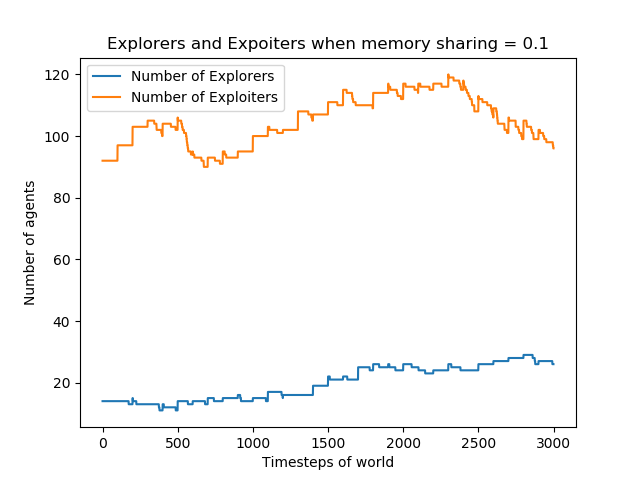 Explorers and Expoiters when memory sharing = 0.1
Number of Explorers
Number of Exploiters
Number of agents
120
100
80
60
40
20
0
500
1000
1500
2000
2500
3000
Timesteps of world